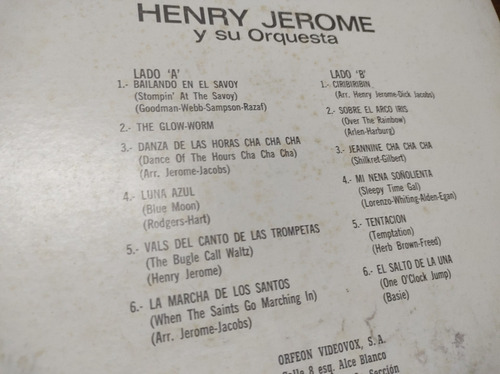 HENRY JEROME
y su Orquesta
LADO 'A'
1.- BAILANDO EN EL SAVOY
(Stompin' At The Savoy)
(Goodman-Webb-Sampson-Razaf)
2.- THE GLOW-WORM
3.- DANZA DE LAS HORAS CHA CHA CHA
(Dance Of The Hours Cha Cha Cha)
(Arr. Jerome-Jacobs)
4.- LUNA AZUL
(Blue Moon)
(Rodgers-Hart)
5.- VALS DEL CANTO DE LAS TROMPETAS
(The Bugle Call Waltz)
(Henry Jerome)
6.- LA MARCHA DE LOS SANTOS
(When The Saints Go Marching In)
(Arr. Jerome-Jacobs)
LADO 'B'
1.- CIRIBIRIBIN
(Arr. Henry Jerome-Dick Jacobs)
2.- SOBRE EL ARCO IRIS
(Over The Rainbow)
(Arlen-Harburg)
3.- JEANNINE CHA CHA CHA
(Shilkret-Gilbert)
4.- MI NENA SOÑOLIENTA
(Sleepy Time Gal)
(Lorenzo-Whiting-Alden-Egan)
5.- TENTACION
(Temptation)
(Herb Brown-Freed)
6.- EL SALTO DE LA UNA
(One O'Clock Jump)
(Basie)
ORFEON VIDEOVOX, S.A.
Calle 8 esq. Alce Blanco
Sección